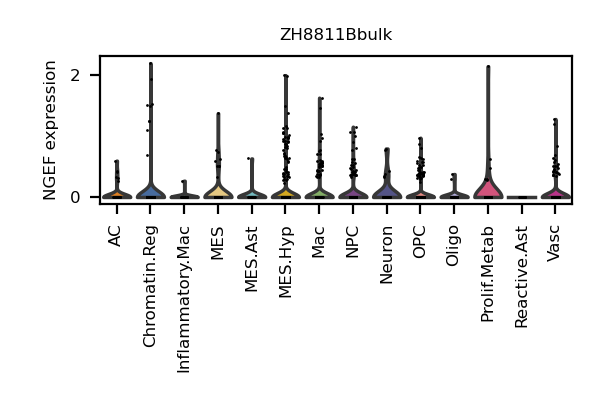 ZH8811Bbulk
NGEF expression
2
0
AC
Chromatin.Reg
Inflammatory.Mac
MES
MES.Ast
MES.Hyp
Mac
NPC
Neuron
OPC
Oligo
Prolif.Metab
Reactive.Ast
Vasc